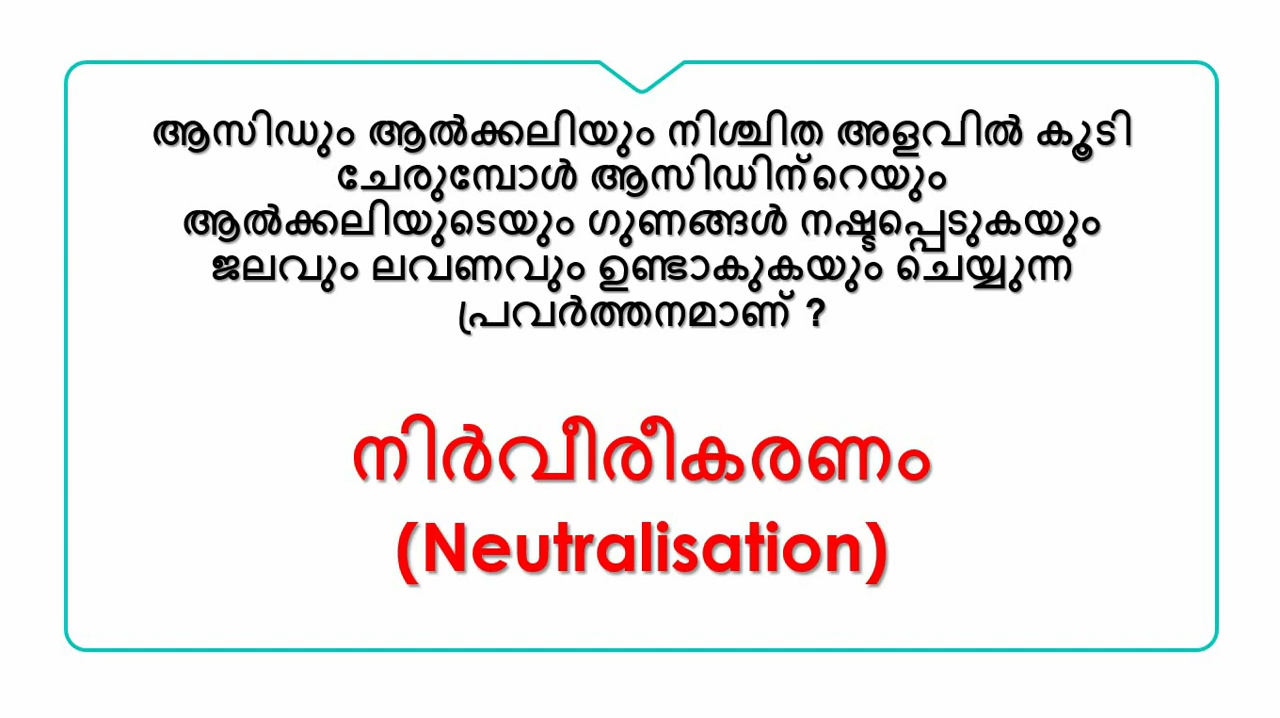 ആസിഡും ആൽക്കലിയും നിശ്ചിത അളവിൽ കൂടി
ചേരുമ്പോൾ ആസിഡിന്റെയും
ആൽക്കലിയുടെയും ഗുണങ്ങൾ നഷ്ടപ്പെടുകയും
ജലവും ലവണവും ഉണ്ടാകുകയും ചെയ്യുന്ന
പ്രവർത്തനമാണ് ?
നിർവീരീകരണം
(Neutralisation)